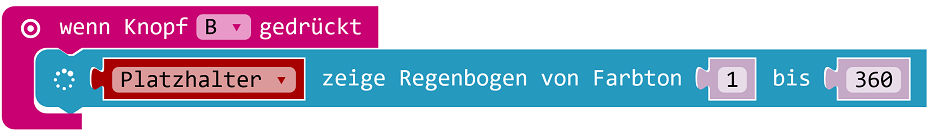 wenn Knopf B gedrückt
Platzhalter zeige Regenbogen von Farbton 1 bis 360